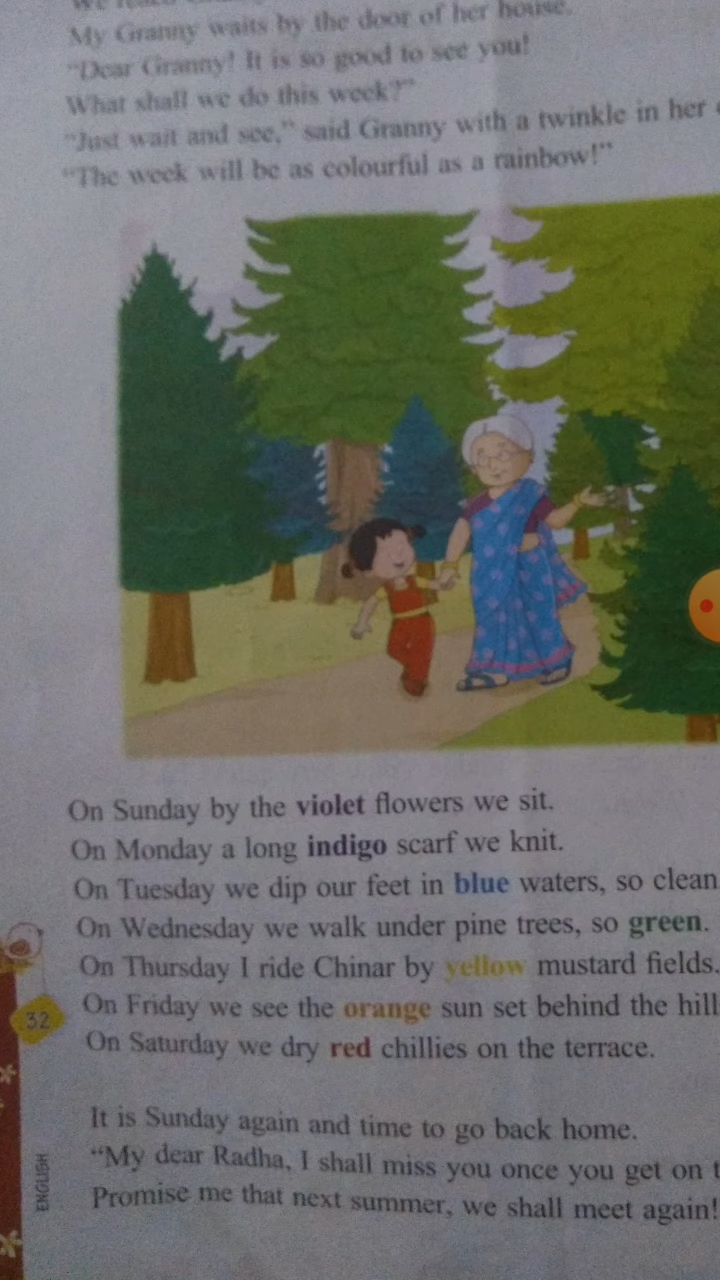 My Granny waits by the door of her house.
"Dear Granny! It is so good to see you!
What shall we do this week?"
"Just wait and see," said Granny with a twinkle in her
"The week will be as colourful as a rainbow!"
On Sunday by the violet flowers we sit.
On Monday a long indigo scarf we knit.
On Tuesday we dip our feet in blue waters, so clean
On Wednesday we walk under pine trees, so green.
On Thursday I ride Chinar by yellow mustard fields.
On Friday we see the orange sun set behind the hill
On Saturday we dry red chillies on the terrace.
32
It is Sunday again and time to go back home.
"My dear Radha, I shall miss you once you get on
Promise me that next summer, we shall meet again!
ENGLISH